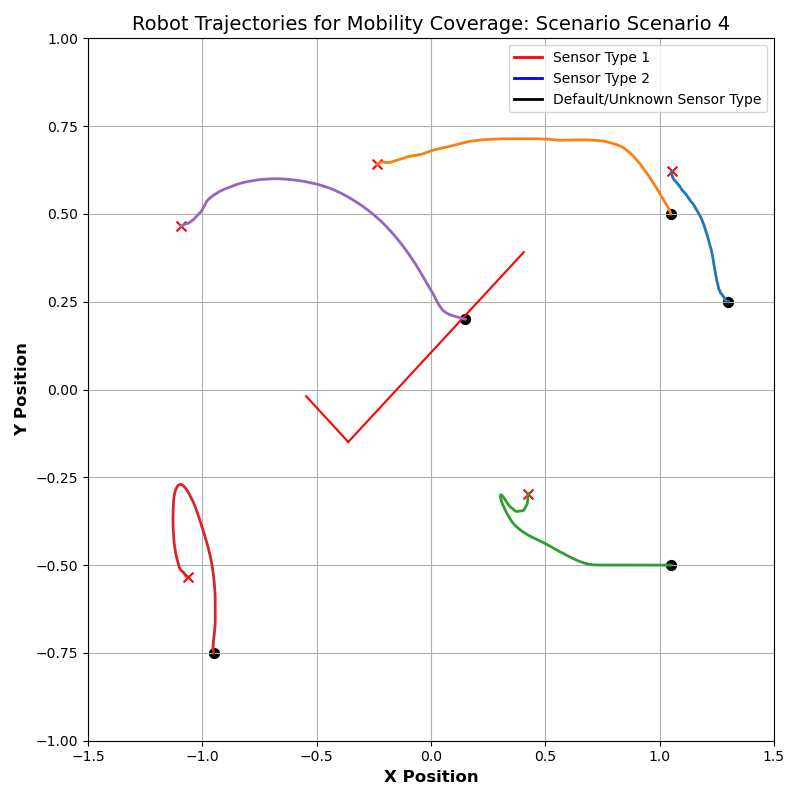 Robot Trajectories for Mobility Coverage: Scenario Scenario 4
Sensor Type 1
Sensor Type 2
Default/Unknown Sensor Type
Y Position
1.00
0.75
0.50
0.25
0.00
−0.25
−0.50
−0.75
−1.00
−1.5 −1.0 −0.5 0.0 0.5 1.0 1.5
X Position